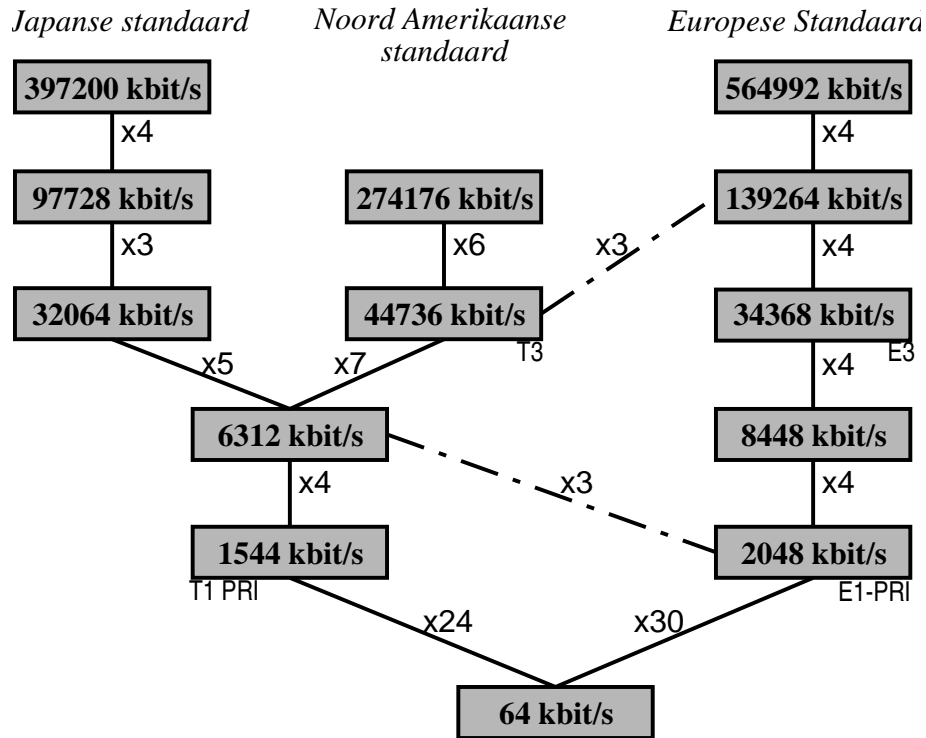 Japanse standaard
Noord Amerikaanse
standaard
Europese Standaard
397200 kbit/s
564992 kbit/s
x4
x4
97728 kbit/s
274176 kbit/s
139264 kbit/s
x3
x6
x3
x4
32064 kbit/s
44736 kbit/s
34368 kbit/s
T3
E3
x5
x7
x4
6312 kbit/s
8448 kbit/s
x4
x3
x4
1544 kbit/s
2048 kbit/s
T1 PRI
E1-PRI
x24
x30
64 kbit/s